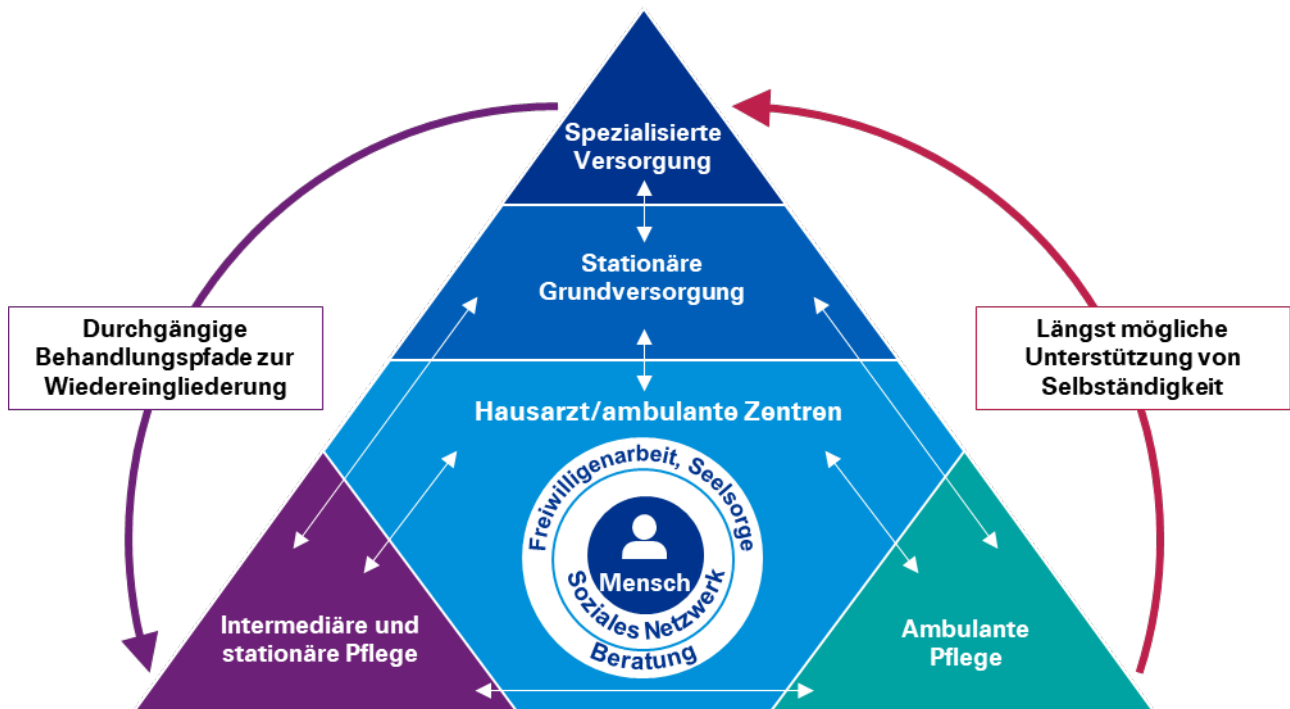 Spezialisierte
Versorgung
Stationäre
Grundversorgung
Durchgängige
Behandlungspfade zur
Wiedereingliederung
Längst mögliche
Unterstützung von
Selbständigkeit
Hausarzt/ambulante Zentren
Freiwilligenarbeit, Seelsorge
Mensch
Soziales Netzwerk
Beratung
Intermediäre und
stationäre Pflege
Ambulante
Pflege